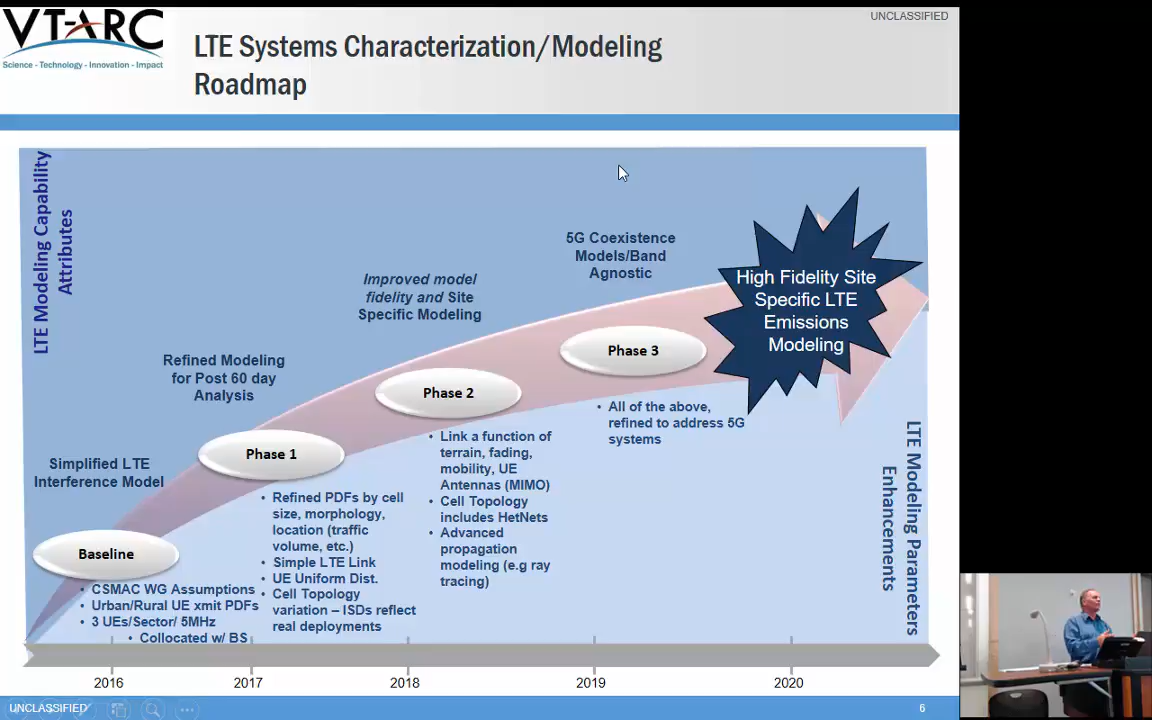 VT-ARC
Science - Technology - Innovation - Impact
UNCLASSIFIED
LTE Systems Characterization/Modeling
Roadmap
LTE Modeling Capability
Attributes
Simplified LTE
Interference Model
Refined Modeling
for Post 60 day
Analysis
Improved model
fidelity and Site
Specific Modeling
5G Coexistence
Models/Band
Agnostic
High Fidelity Site
Specific LTE
Emissions
Modeling
Baseline
• CSMAC WG Assumptions
• Urban/Rural UE xmit PDFs
• 3 UEs/Sector/ 5MHz
• Collocated w/ BS
Phase 1
• Refined PDFs by cell
size, morphology,
location (traffic
volume, etc.)
• Simple LTE Link
• UE Uniform Dist.
• Cell Topology
variation – ISDs reflect
real deployments
Phase 2
• Link a function of
terrain, fading,
mobility, UE
Antennas (MIMO)
• Cell Topology
includes HetNets
• Advanced
propagation
modeling (e.g ray
tracing)
Phase 3
• All of the above,
refined to address 5G
systems
LTE Modeling Parameters
Enhancements
2016
2017
2018
2019
2020
UNCLASSIFIED
6